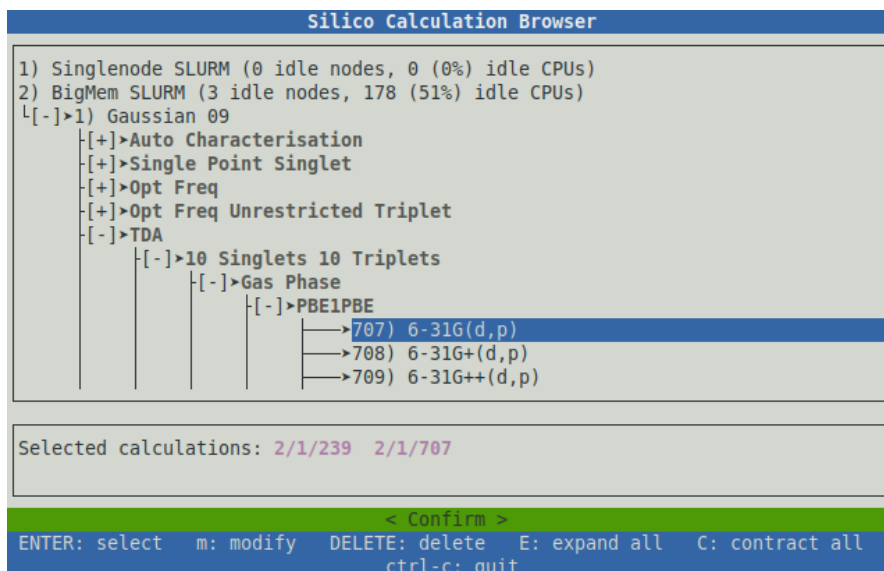 Silico Calculation Browser
1) Singlenode SLURM (0 idle nodes, 0 (0%) idle CPUs)
2) BigMem SLURM (3 idle nodes, 178 (51%) idle CPUs)
[-]➤1) Gaussian 09
[+]➤Auto Characterisation
[+]➤Single Point Singlet
[+]➤Opt Freq
[+]➤Opt Freq Unrestricted Triplet
[-]➤TDA
[-]➤10 Singlets 10 Triplets
[-]➤Gas Phase
[-]➤PBE1PBE
➤707) 6-31G(d,p)
➤708) 6-31G+(d,p)
➤709) 6-31G++(d,p)
Selected calculations: 2/1/239 2/1/707
< Confirm >
ENTER: select m: modify DELETE: delete E: expand all C: contract all
ctrl-c: quit